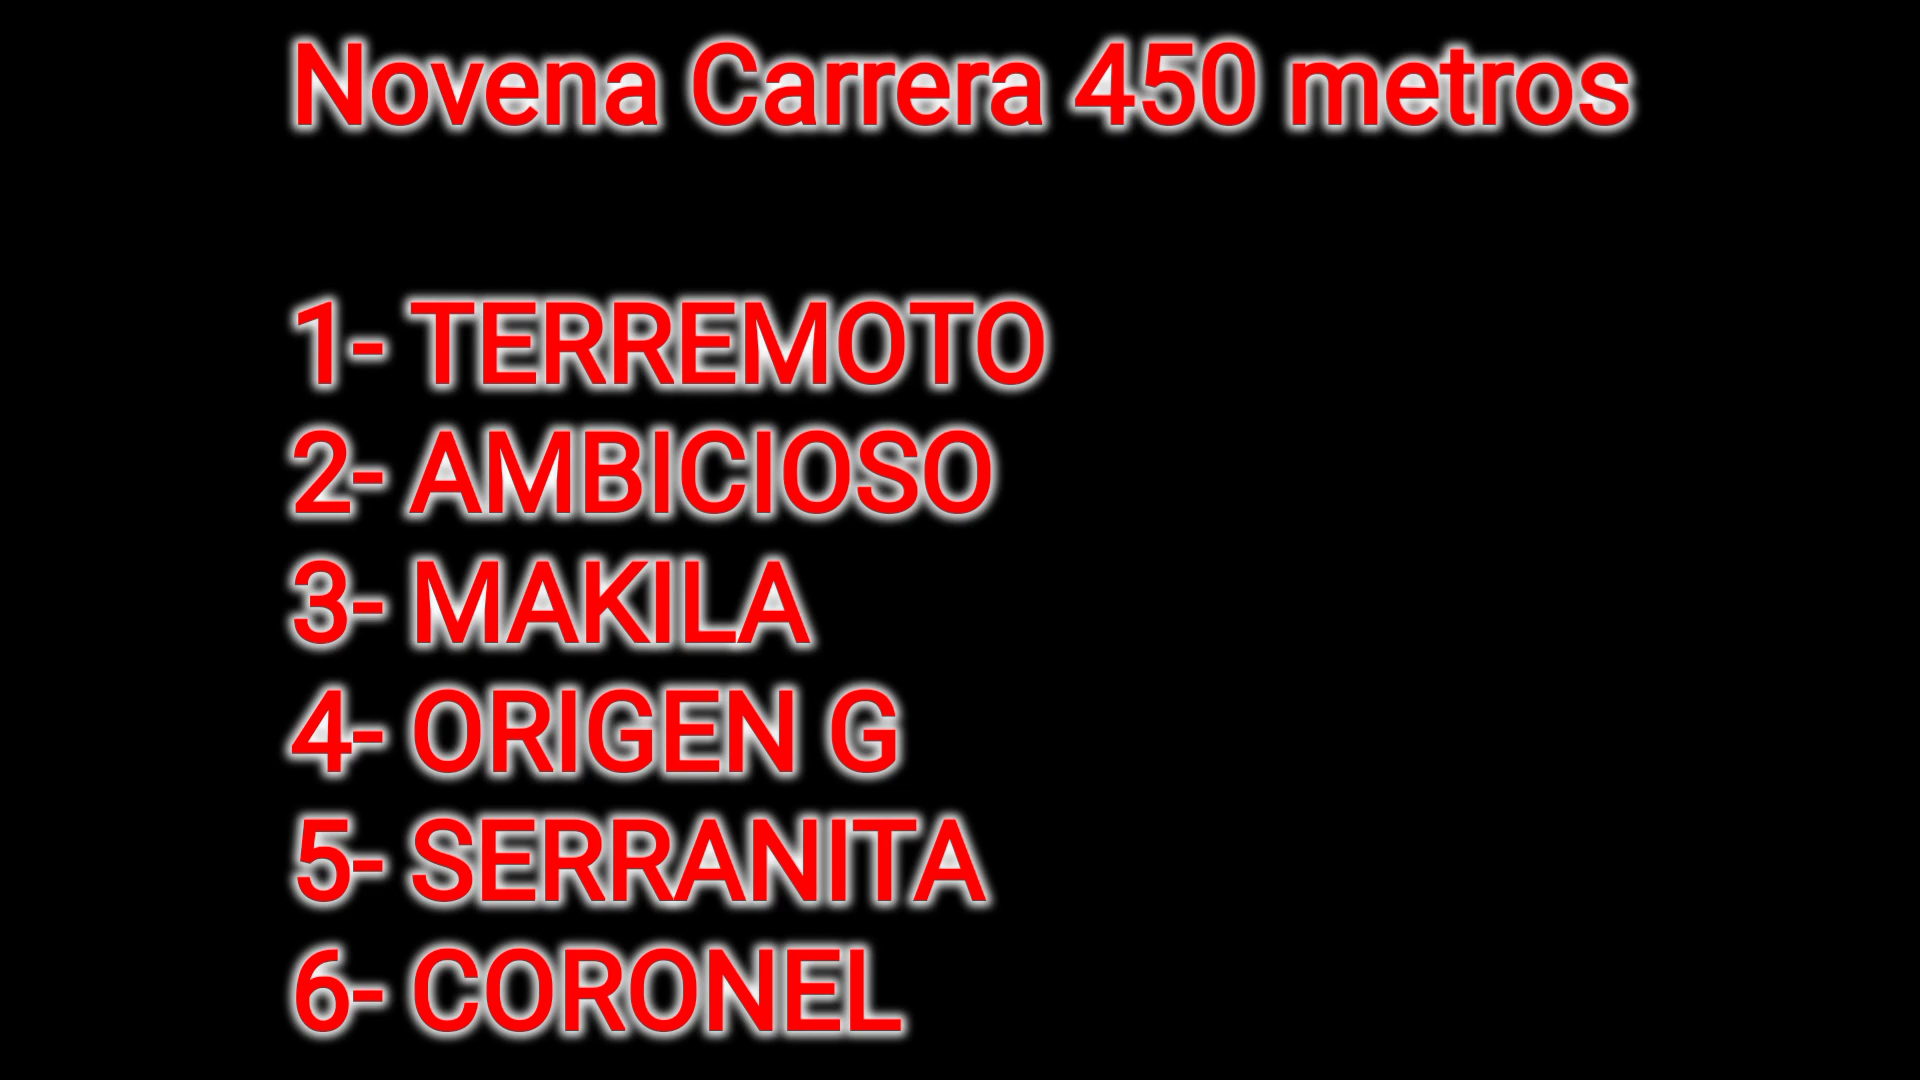 Novena Carrera 450 metros
1- TERREMOTO
2- AMBICIOSO
3- MAKILA
4- ORIGEN G
5- SERRANITA
6- CORONEL